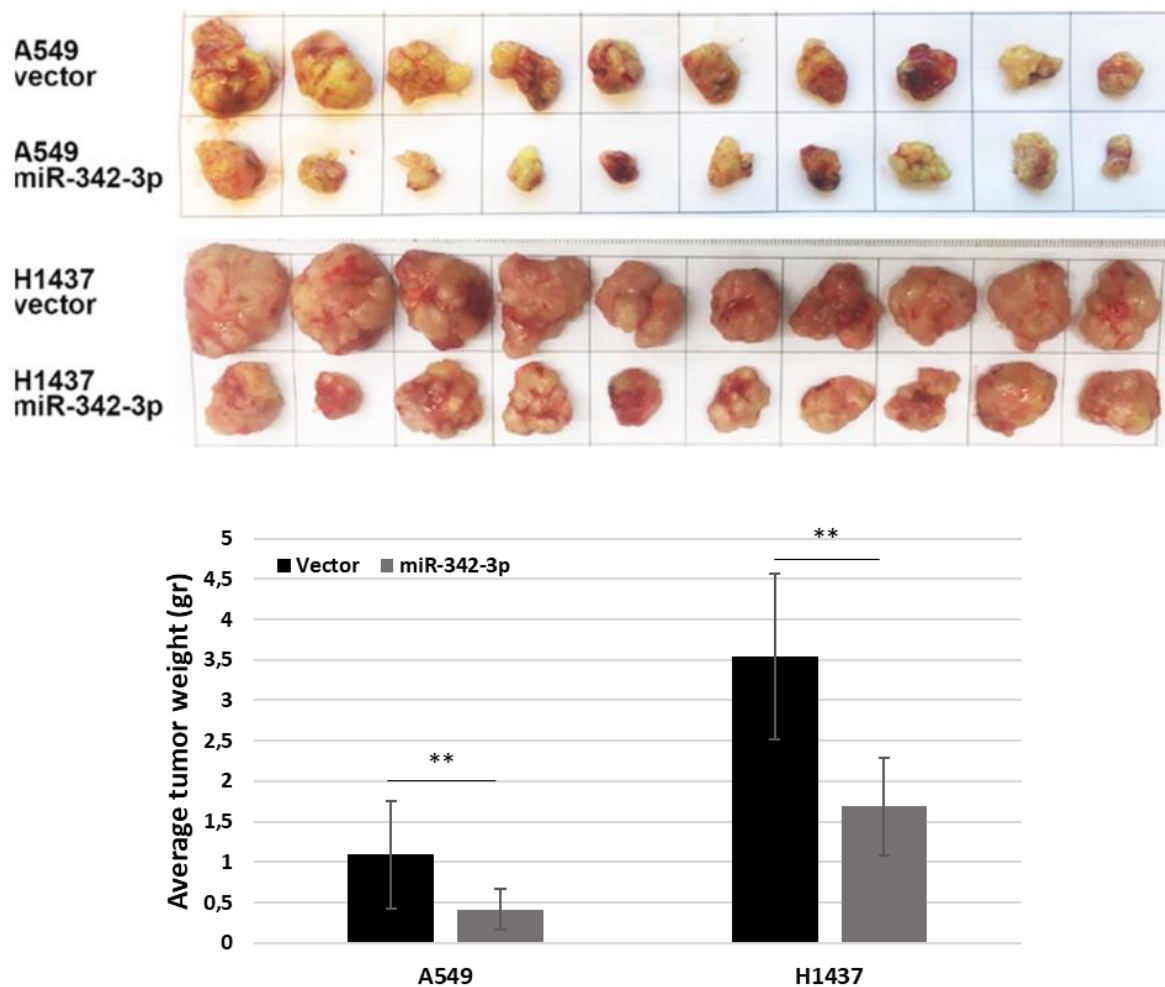 A549
vector
A549
miR-342-3p
H1437
vector
H1437
miR-342-3p
Average tumor weight (gr)
5
4,5
4
3,5
3
2,5
2
1,5
1
0,5
0
Vector miR-342-3p
**
**
A549 H1437